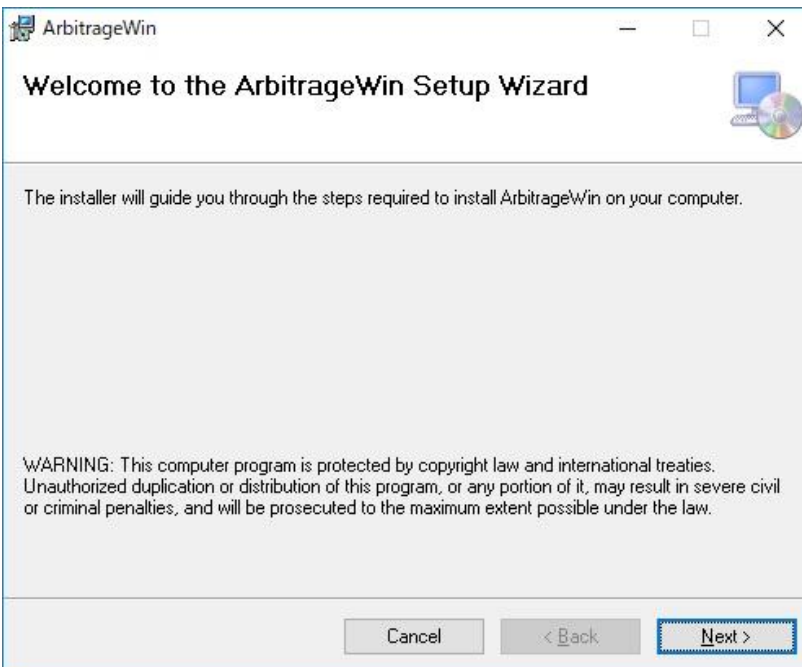 ArbitrageWin
Welcome to the ArbitrageWin Setup Wizard
The installer will guide you through the steps required to install ArbitrageWin on your computer.
WARNING: This computer program is protected by copyright law and international treaties.
Unauthorized duplication or distribution of this program, or any portion of it, may result in severe civil
or criminal penalties, and will be prosecuted to the maximum extent possible under the law.
Cancel
< Back
Next >